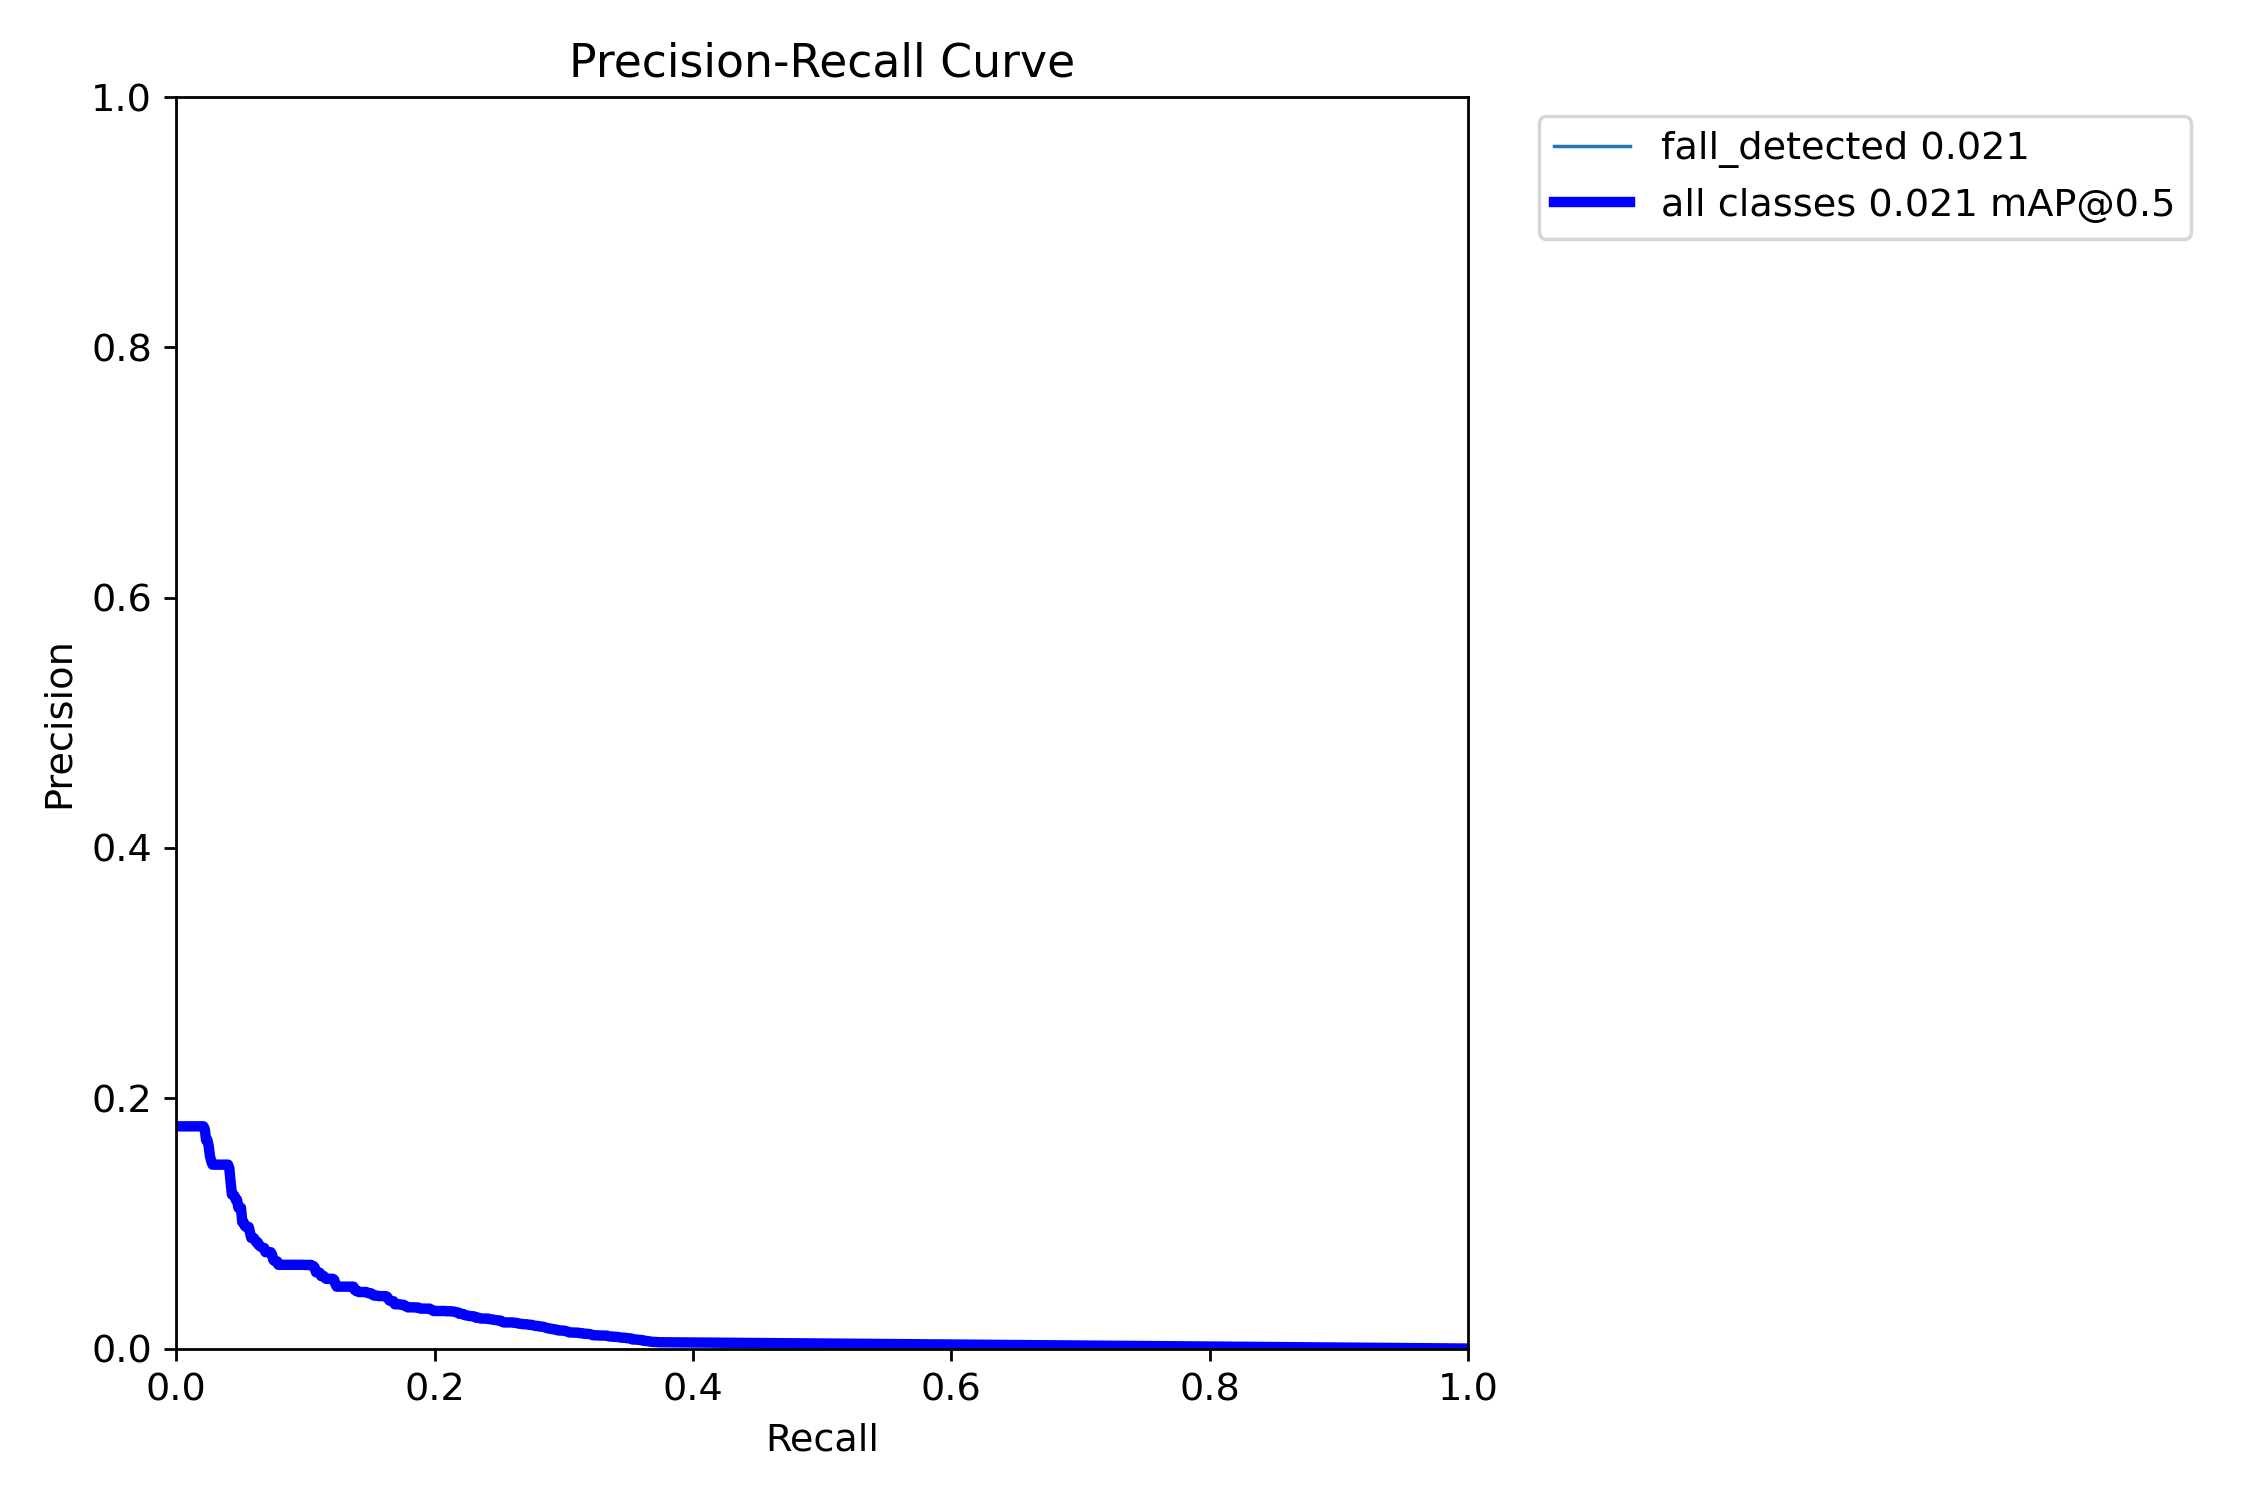 Precision-Recall Curve
1.0
0.8
0.6
0.4
0.2
0.0
Precision
0.0 0.2 0.4 0.6 0.8 1.0
Recall
fall_detected 0.021
all classes 0.021 mAP@0.5